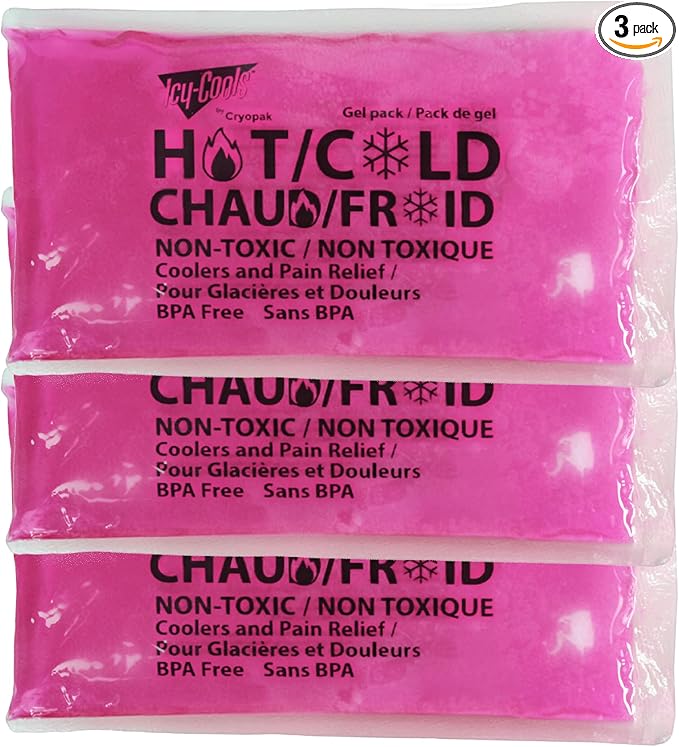 3 pack
Icy-Cools™
by Cryopak
Gel pack / Pack de gel
HOT/COLD
CHAUD/FROID
NON-TOXIC / NON TOXIQUE
Coolers and Pain Relief /
Pour Glacières et Douleurs
BPA Free Sans BPA
CHAUD/FROID
NON-TOXIC / NON TOXIQUE
Coolers and Pain Relief /
Pour Glacières et Douleurs
BPA Free Sans BPA
CHAUD/FROID
NON-TOXIC / NON TOXIQUE
Coolers and Pain Relief /
Pour Glacières et Douleurs
BPA Free Sans BPA